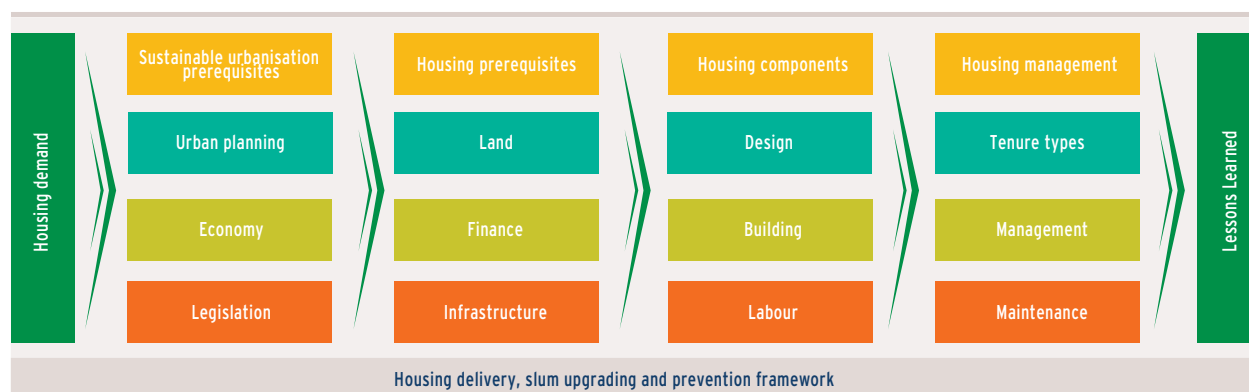 Housing demand
Sustainable urbanisation
prerequisites
Urban planning
Economy
Legislation
Housing prerequisites
Land
Finance
Infrastructure
Housing components
Design
Building
Labour
Housing management
Tenure types
Management
Maintenance
Lessons Learned
Housing delivery, slum upgrading and prevention framework